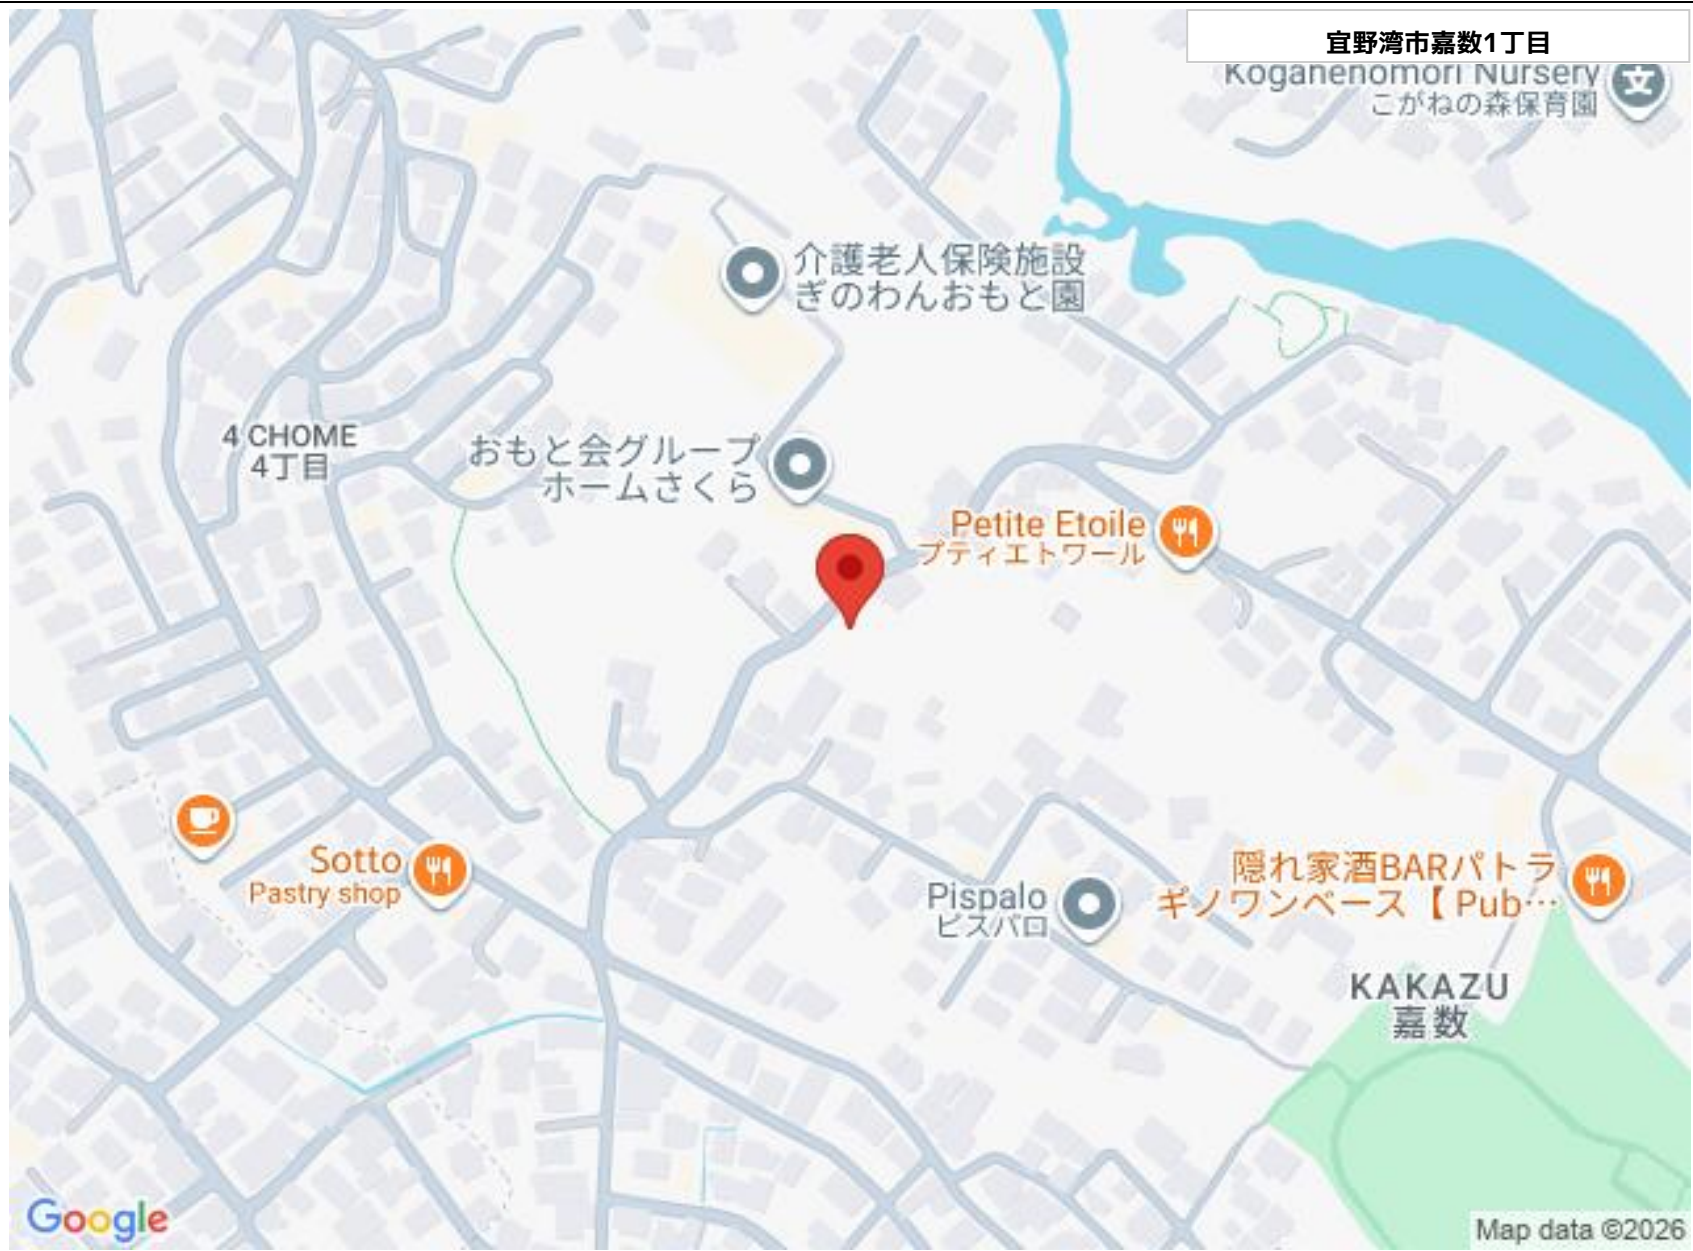 宜野湾市嘉数1丁目
Koganenomori Nursery
こがねの森保育園
介護老人保険施設
ぎのわんおもと園
4 CHOME
4丁目
おもと会グループ
ホームさくら
Petite Etoile
プティエトワール
Sotto
Pastry shop
Pispalo
ピスパロ
隠れ家酒BARパトラ
ギノワンベース【 Pub…
KAKAZU
嘉数
Google
Map data ©2026